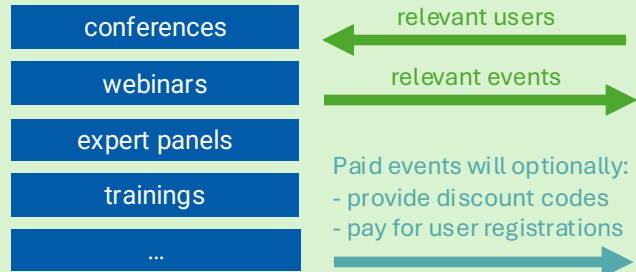 conferences
webinars
expert panels
trainings
...
relevant users
relevant events
Paid events will optionally:
- provide discount codes
- pay for user registrations